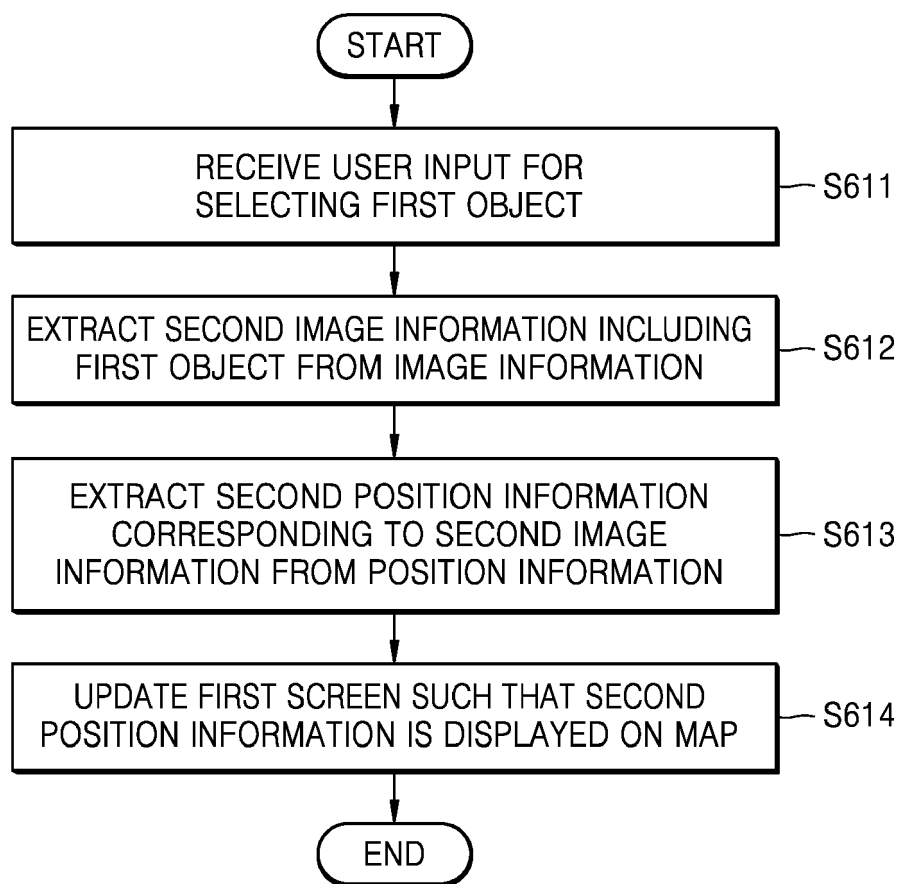 START
RECEIVE USER INPUT FOR
SELECTING FIRST OBJECT
S611
EXTRACT SECOND IMAGE INFORMATION INCLUDING
FIRST OBJECT FROM IMAGE INFORMATION
S612
EXTRACT SECOND POSITION INFORMATION
CORRESPONDING TO SECOND IMAGE
INFORMATION FROM POSITION INFORMATION
S613
UPDATE FIRST SCREEN SUCH THAT SECOND
POSITION INFORMATION IS DISPLAYED ON MAP
S614
END